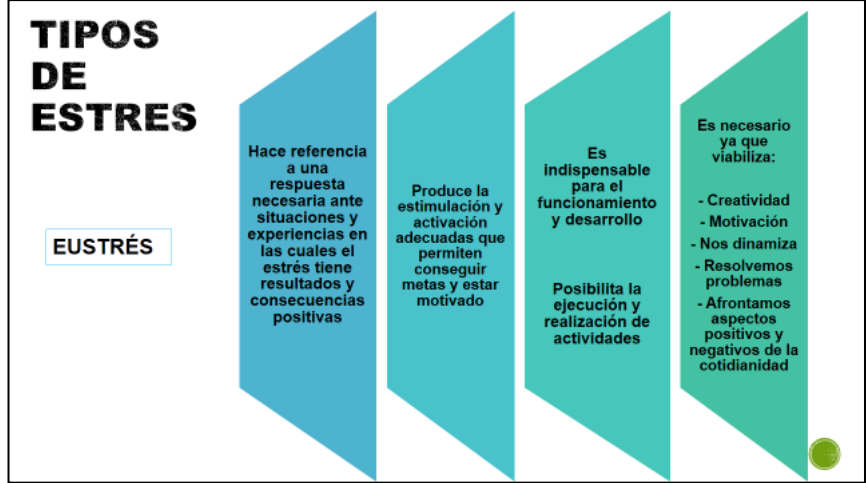 TIPOS
DE
ESTRES
EUSTRÉS
Hace referencia
a una
respuesta
necesaria ante
situaciones y
experiencias en
las cuales el
estrés tiene
resultados y
consecuencias
positivas
Produce la
estimulación y
activación
adecuadas que
permiten
conseguir
metas y estar
motivado
Es
indispensable
para el
funcionamiento
y desarrollo
Posibilita la
ejecución y
realización de
actividades
Es necesario
ya que
viabiliza:
- Creatividad
- Motivación
- Nos dinamiza
- Resolvemos
problemas
- Afrontamos
aspectos
positivos y
negativos de la
cotidianidad